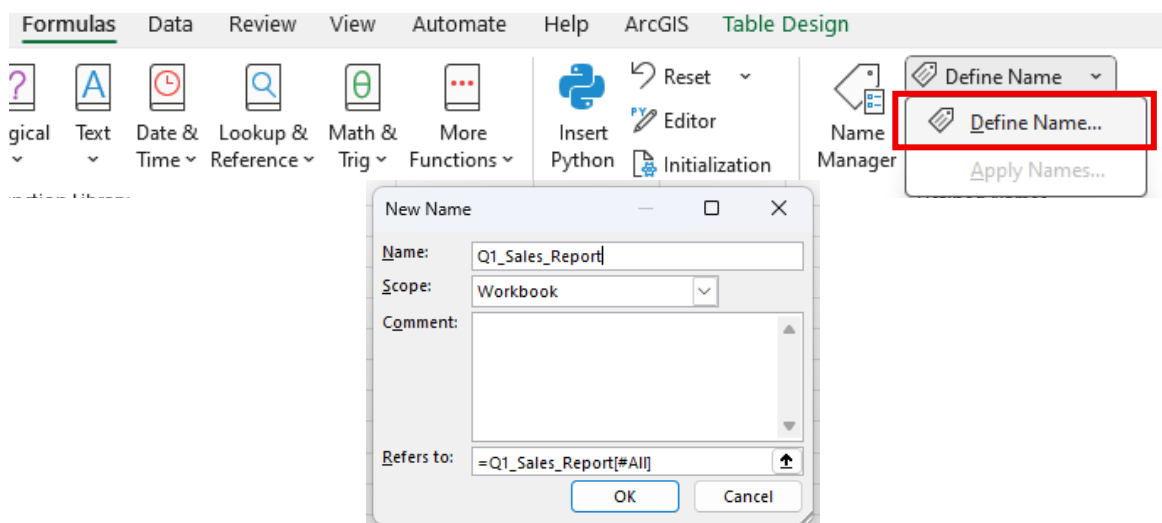 Formulas Data Review View Automate Help ArcGIS Table Design
Reset Define Name
Editor Define Name...
Text Date & Lookup & Math & More Insert Name
Time Reference Trig Functions Python Initialization Manager Apply Names...
New Name
Name: Q1_Sales_Report
Scope: Workbook
Comment:
Refers to: =Q1_Sales_Report[#All]
OK Cancel